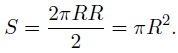 S = \frac{2\pi RR}{2} = \pi R^2.